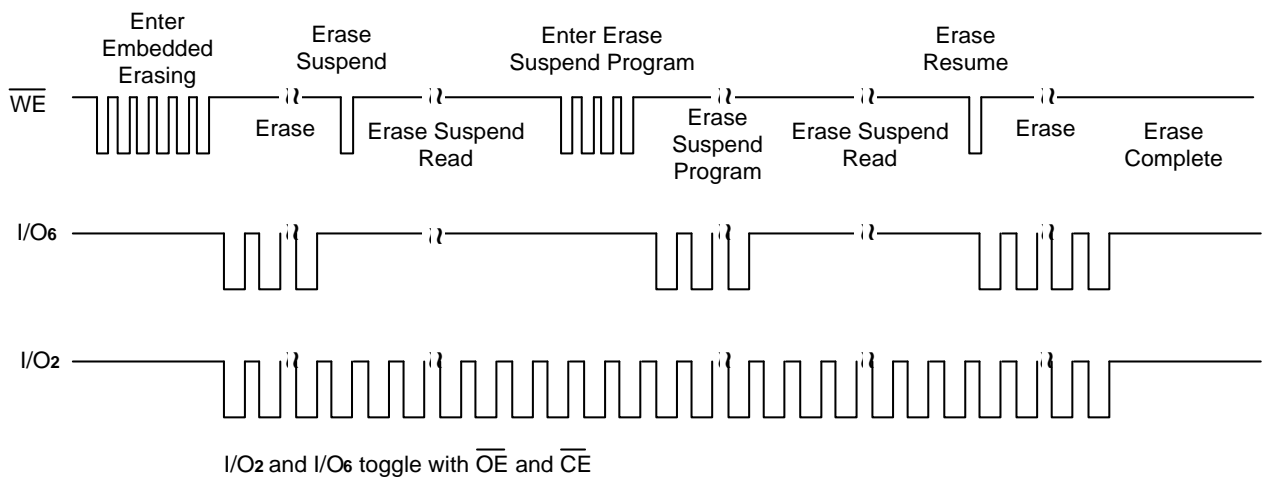 Enter
Embedded
Erasing
Erase
Suspend
Enter Erase
Suspend Program
Erase
Resume
WE
Erase
Erase Suspend
Read
Erase
Suspend
Program
Erase Suspend
Read
Erase
Erase
Complete
I/O6
I/O2
I/O2 and I/O6 toggle with OE and CE